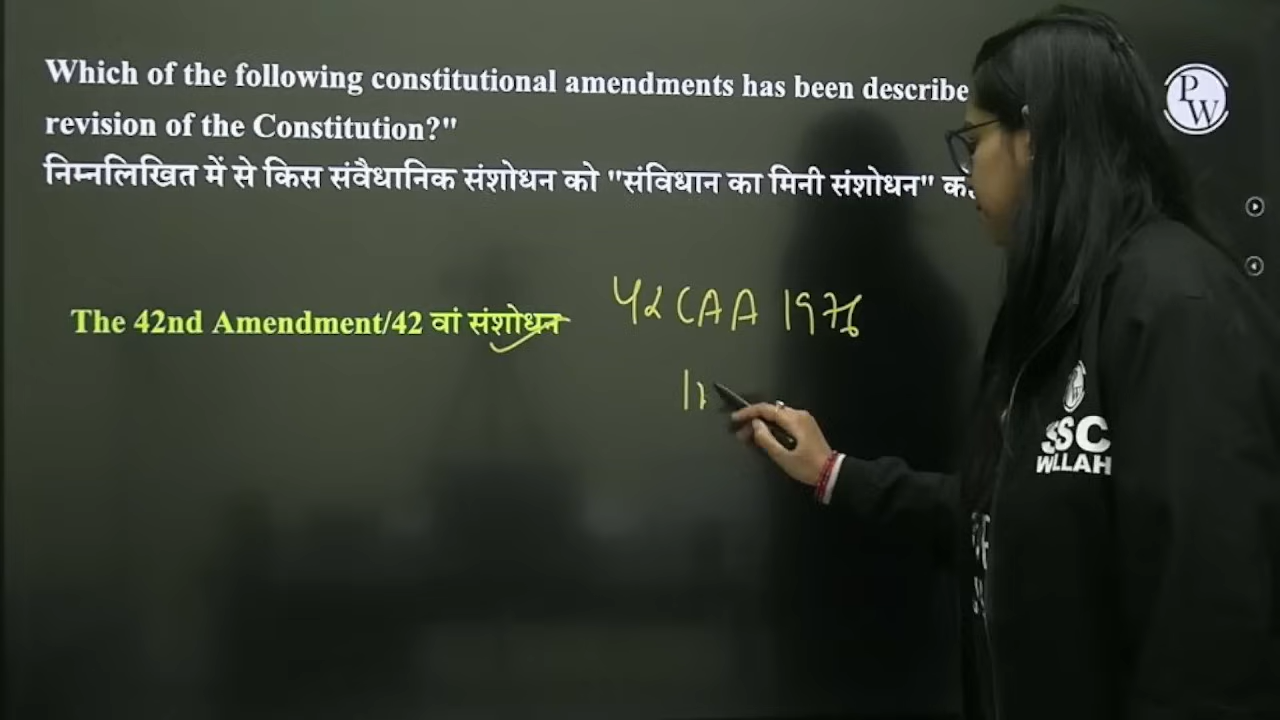 Which of the following constitutional amendments has been describe
revision of the Constitution?"
निम्नलिखित में से किस संवैधानिक संशोधन को "संविधान का मिनी संशोधन"
The 42nd Amendment/42 वां संशोधन
42 CAA 1976
PW
SSC
WLLAH